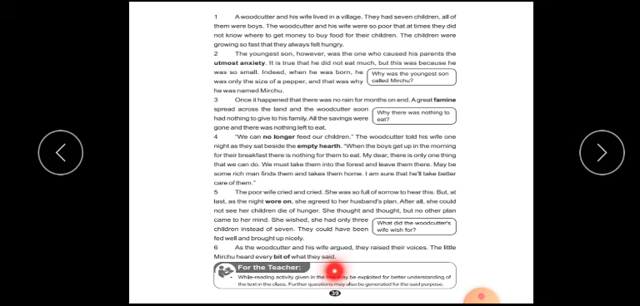 1 A woodcutter and his wife lived in a village. They had seven children, all of
them were boys. The woodcutter and his wife were so poor that at times they did
not know where to get money to buy food for their children. The children were
growing so fast that they always felt hungry.
2 The youngest son, however, was the one who caused his parents the
utmost anxiety. It is true that he did not eat much, but this was because he
was so small. Indeed, when he was born, he
was only the size of a pepper, and that was why
he was named Mirchu.
Why was the youngest son
called Mirchu?
3 Once it happened that there was no rain for months on end. A great famine
spread across the land and the woodcutter soon
had nothing to give to his family. All the savings were
gone and there was nothing left to eat.
Why there was nothing to
eat?
4 "We can no longer feed our children." The woodcutter told his wife one
night as they sat beside the empty hearth. "When the boys get up in the morning
for their breakfast there is nothing for them to eat. My dear, there is only one thing
that we can do. We must take them into the forest and leave them there. May be
some rich man finds them and takes them home. I am sure that he'll take better
care of them."
5 The poor wife cried and cried. She was so full of sorrow to hear this. But, at
last, as the night wore on, she agreed to her husband's plan. After all, she could
not see her children die of hunger. She thought and thought, but no other plan
came to her mind. She wished, she had only three
children instead of seven. They could have been
fed well and brought up nicely.
What did the woodcutter's
wife wish for?
6 As the woodcutter and his wife argued, they raised their voices. The little
Mirchu heard every bit of what they said.
For the Teacher:
While-reading activity given in the may be exploited for better understanding of
the text in the class. Further questions may also be generated for the said purpose.
39